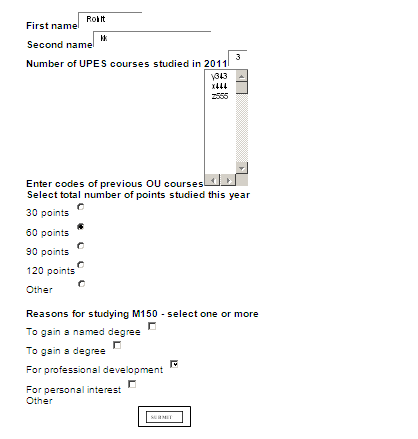 First name Rohit
Second name kk
Number of UPES courses studied in 2011 3
y343
x444
z555
Enter codes of previous OU courses
Select total number of points studied this year
30 points
60 points
90 points
120 points
Other
Reasons for studying M150 - select one or more
To gain a named degree
To gain a degree
For professional development
For personal interest
Other
SUBMIT